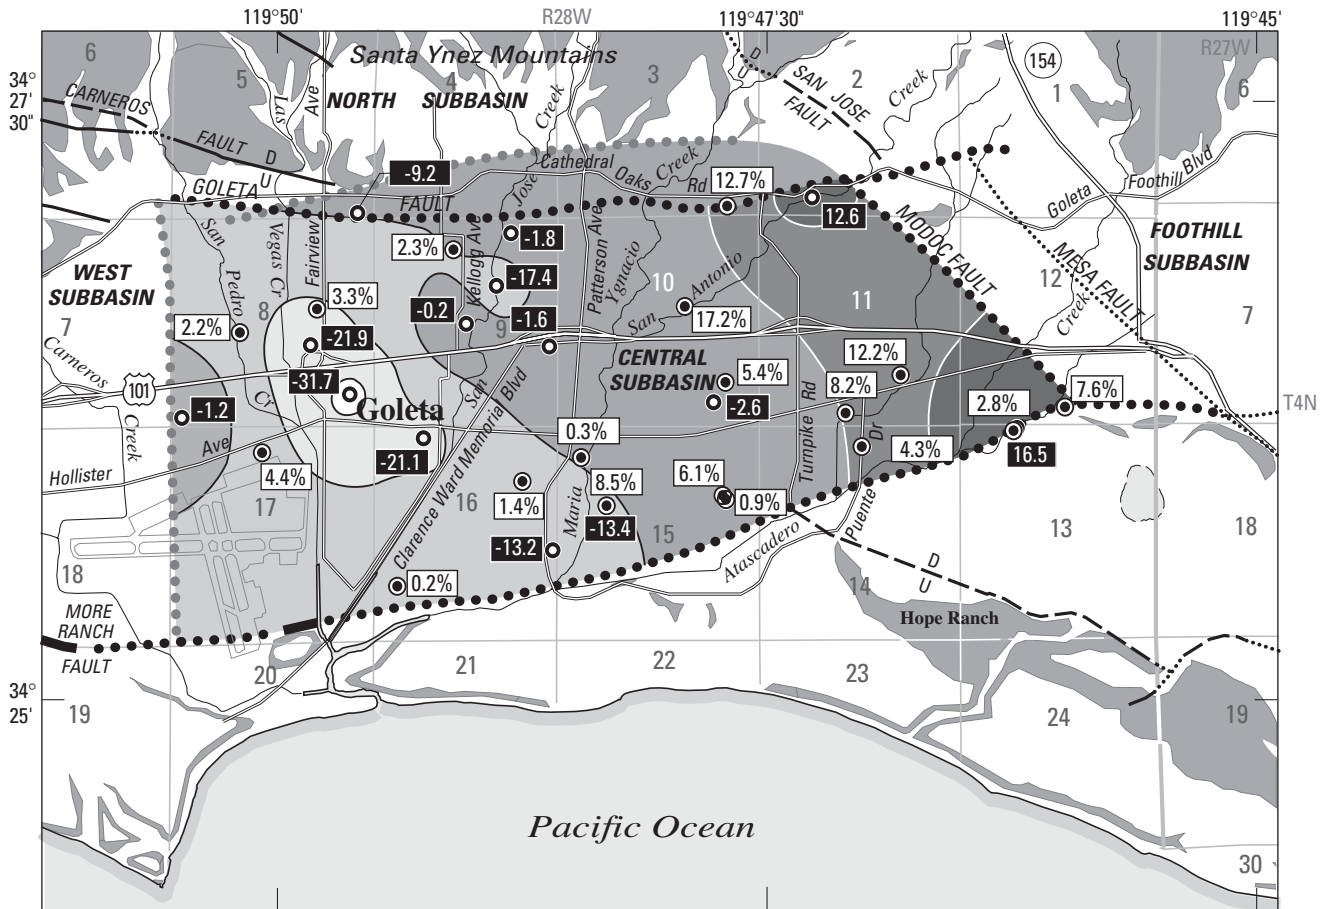 119°50'
R28W
119°47'30"
119°45'
34°
27'
30"
6
5
4
3
2
1
6
R27W
154
Santa Ynez Mountains
NORTH SUBBASIN
CARNEROS
FAULT
D
U
Las
Ave
Creek
D
U
SAN JOSE
FAULT
Creek
GOLETA
FAULT
-9.2
Cathedral
Oaks
Rd
Creek
Jose
12.7%
12.6
Goleta
Foothill Blvd
MODOC FAULT
MESA FAULT
FOOTHILL
SUBBASIN
WEST
SUBBASIN
San
Pedro
Cr
Vegas Cr
Fairview
2.3%
Kellogg Ave
-1.8
-17.4
Patterson Ave
Ygnacio
10
San
Antonio
11
12
7
7
8
9
Creek
3.3%
2.2%
-21.9
-0.2
-1.6
17.2%
CENTRAL
SUBBASIN
12.2%
Carneros
Creek
101
-31.7
Goleta
-1.2
San
5.4%
-2.6
8.2%
2.8%
7.6%
T4N
Hollister
Ave
4.4%
-21.1
Clarence Ward Memorial Blvd
0.3%
Turnpike Rd
Dr
Puente
4.3%
16.5
17
16
1.4%
8.5%
-13.4
Maria
6.1%
0.9%
15
13
18
18
-13.2
0.2%
Atascadero
D
U
14
Hope Ranch
MORE
RANCH
FAULT
20
21
22
23
24
19
34°
25'
19
Pacific Ocean
30